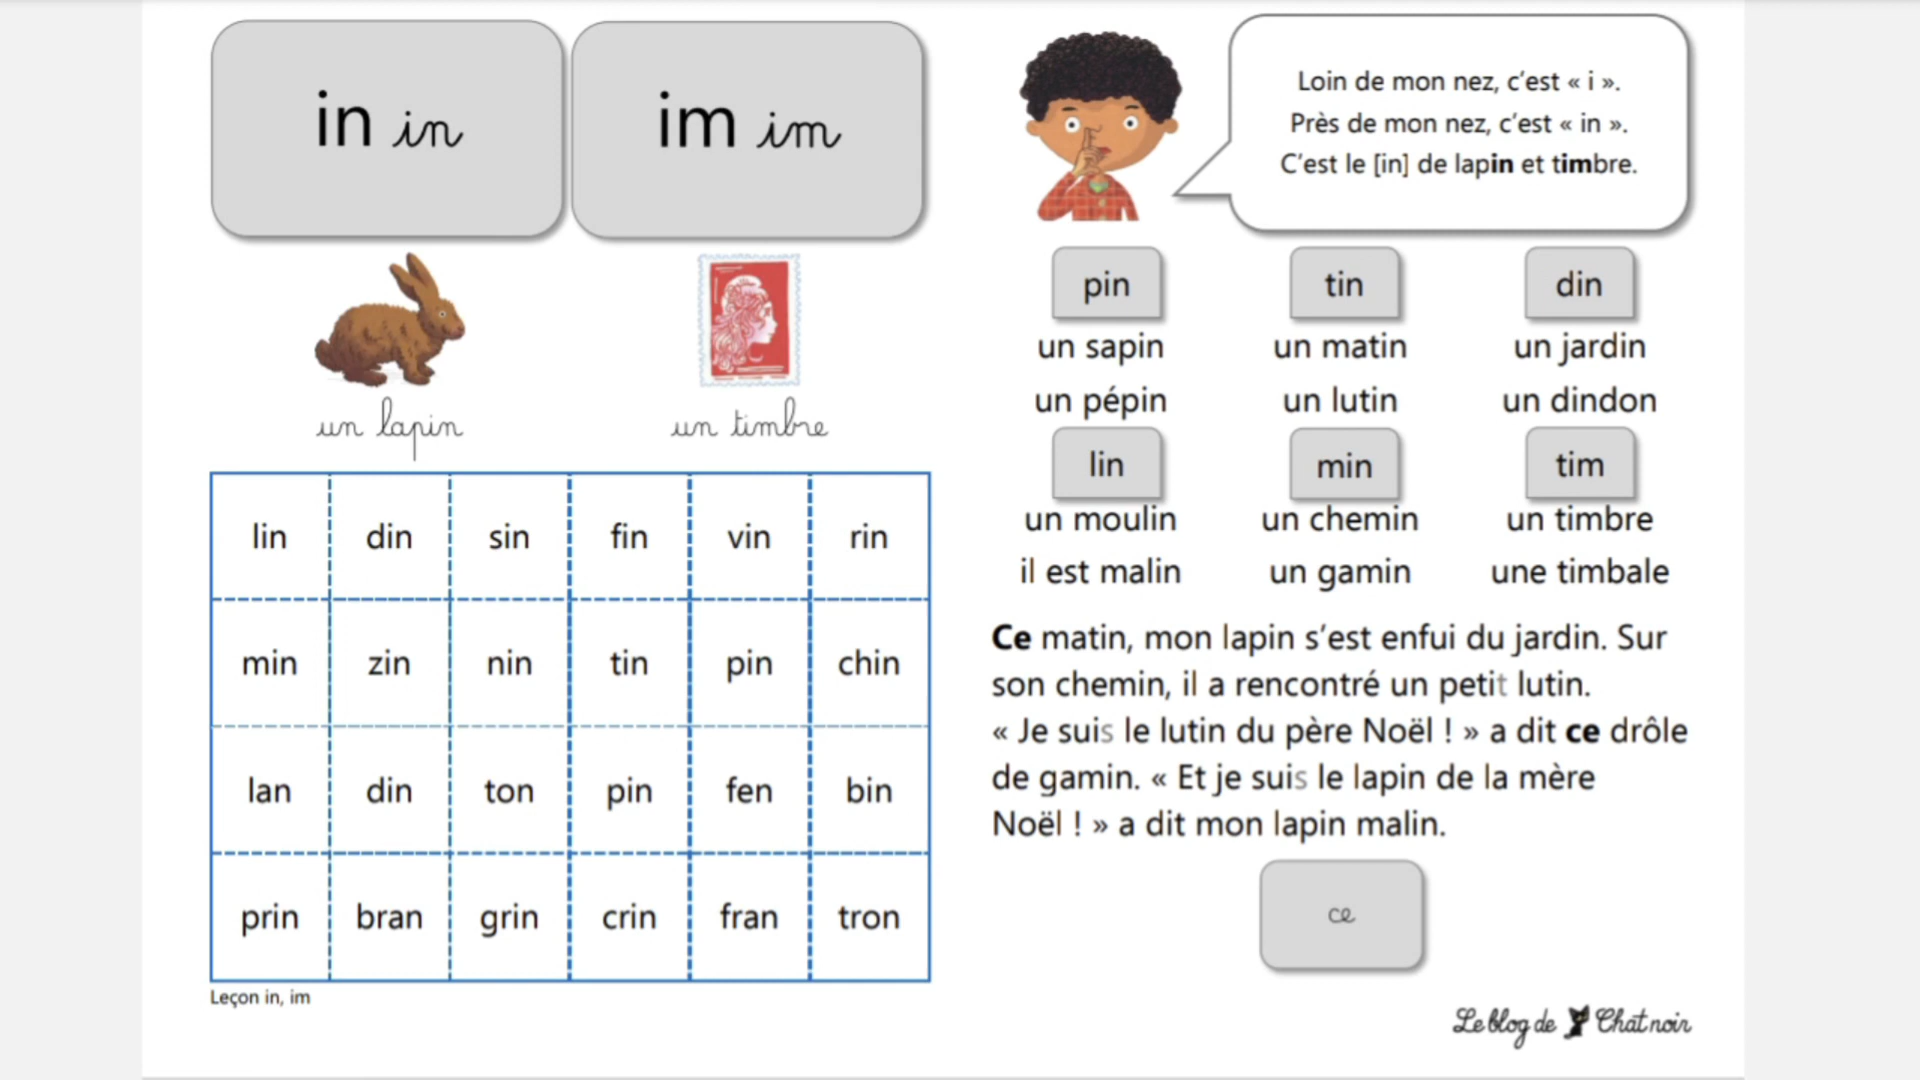 in in
im im
un lapin
un timbre
lin din sin fin vin rin
min zin nin tin pin chin
lan din ton pin fen bin
prin bran grin crin fran tron
Leçon in, im
Loin de mon nez, c’est « i ».
Près de mon nez, c’est « in ».
C’est le [in] de lapin et timbre.
pin tin din
un sapin un matin un jardin
un pépin un lutin un dindon
lin min tim
un moulin un chemin un timbre
il est malin un gamin une timbale
Ce matin, mon lapin s’est enfui du jardin. Sur
son chemin, il a rencontré un petit lutin.
« Je suis le lutin du père Noël ! » a dit ce drôle
de gamin. « Et je suis le lapin de la mère
Noël ! » a dit mon lapin malin.
ce
Le blog de Chat noir